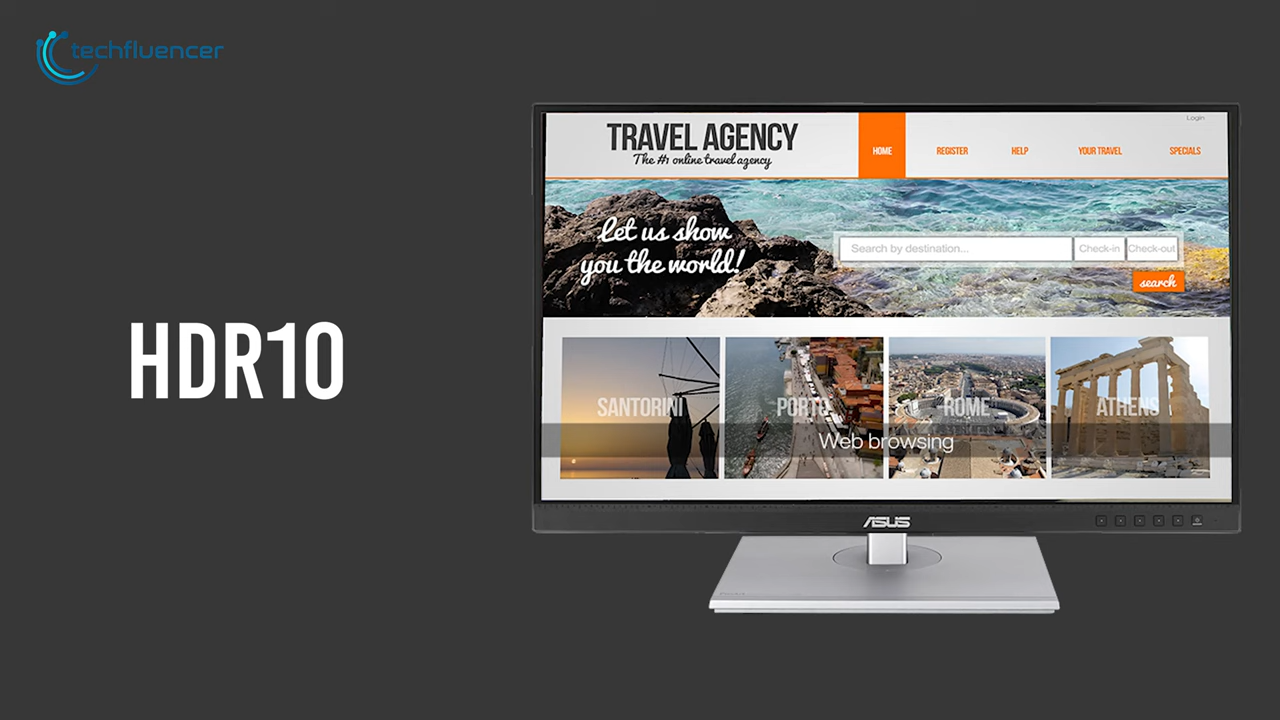 techfluencer
HDR10
TRAVEL AGENCY
The #1 online travel agency
Login
HOME
REGISTER
HELP
YOUR TRAVEL
SPECIALS
Let us show
you the world!
Search by destination...
Check-in
Check-out
search
SANTORINI
PORTO
ROME
ATHENS
Web browsing
ASUS